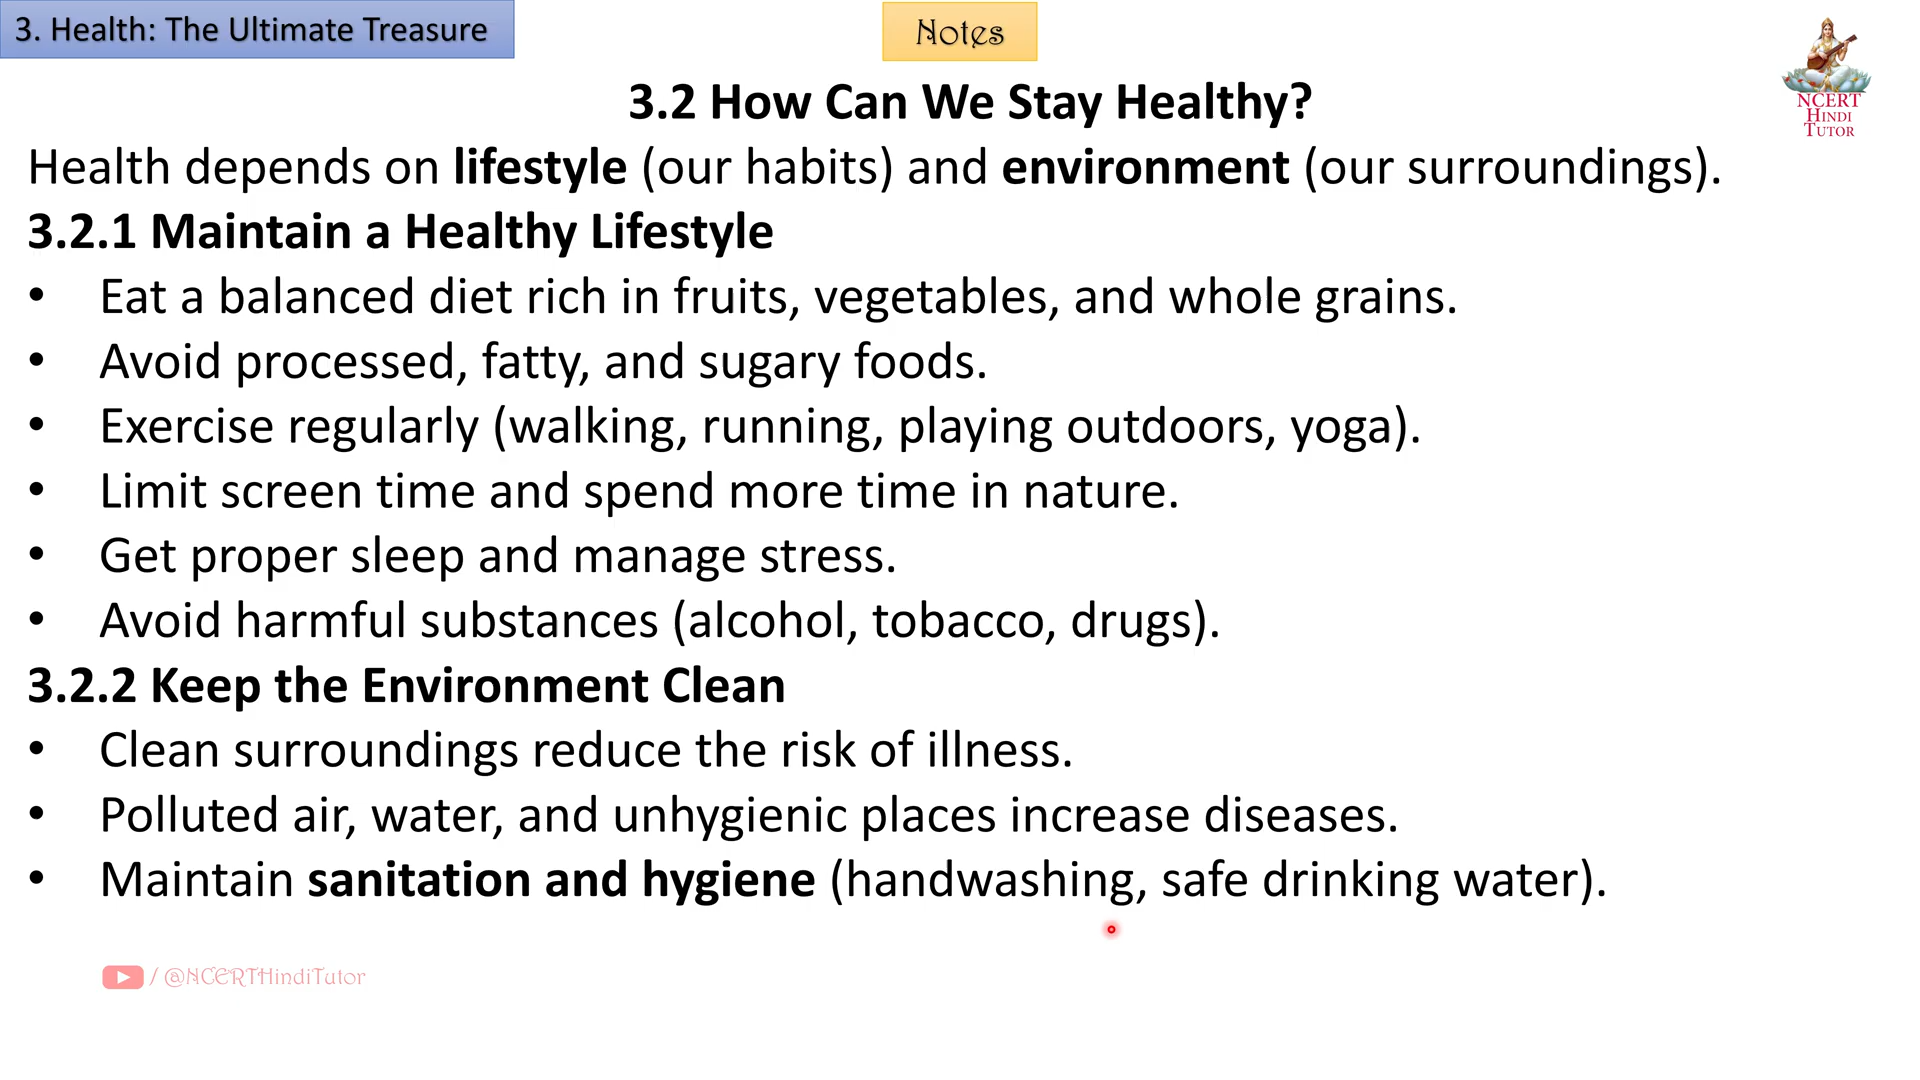 3. Health: The Ultimate Treasure
Notes
NCERT
HINDI
TUTOR
3.2 How Can We Stay Healthy?
Health depends on lifestyle (our habits) and environment (our surroundings).
3.2.1 Maintain a Healthy Lifestyle
• Eat a balanced diet rich in fruits, vegetables, and whole grains.
• Avoid processed, fatty, and sugary foods.
• Exercise regularly (walking, running, playing outdoors, yoga).
• Limit screen time and spend more time in nature.
• Get proper sleep and manage stress.
• Avoid harmful substances (alcohol, tobacco, drugs).
3.2.2 Keep the Environment Clean
• Clean surroundings reduce the risk of illness.
• Polluted air, water, and unhygienic places increase diseases.
• Maintain sanitation and hygiene (handwashing, safe drinking water).
/ @NCERTHindiTutor